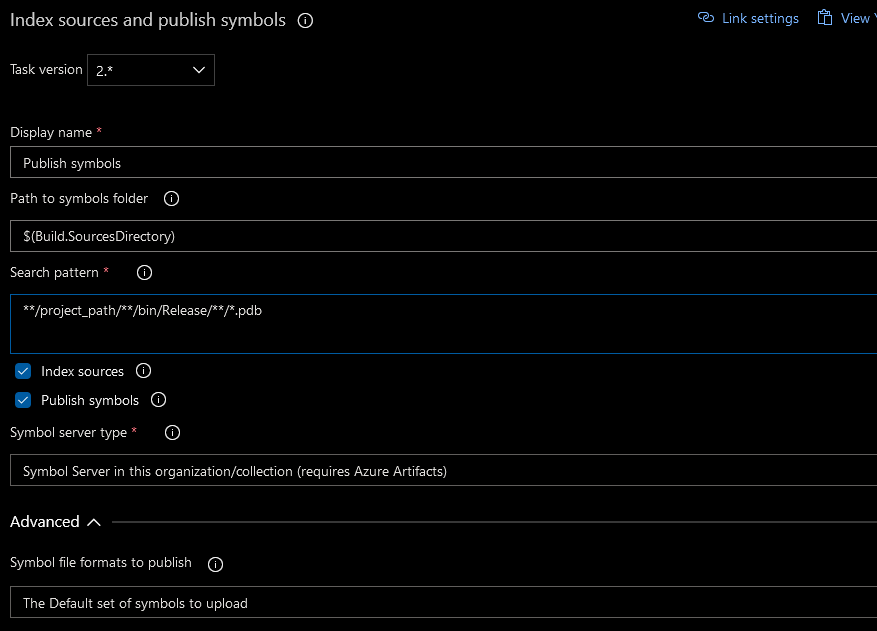 Index sources and publish symbols
Link settings
View
Task version 2.*
Display name *
Publish symbols
Path to symbols folder
$(Build.SourcesDirectory)
Search pattern *
**/project_path/**/bin/Release/**/*.pdb
Index sources
Publish symbols
Symbol server type *
Symbol Server in this organization/collection (requires Azure Artifacts)
Advanced
Symbol file formats to publish
The Default set of symbols to upload